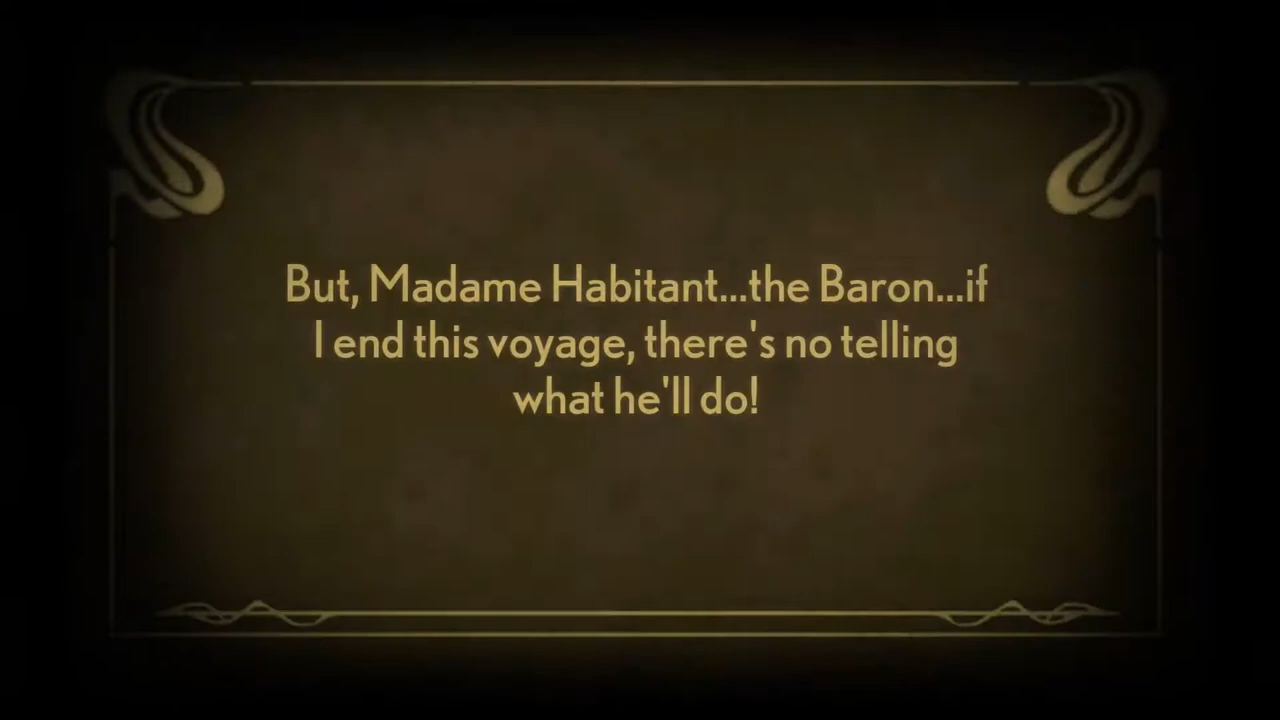 But, Madame Habitant...the Baron...if
I end this voyage, there's no telling
what he'll do!